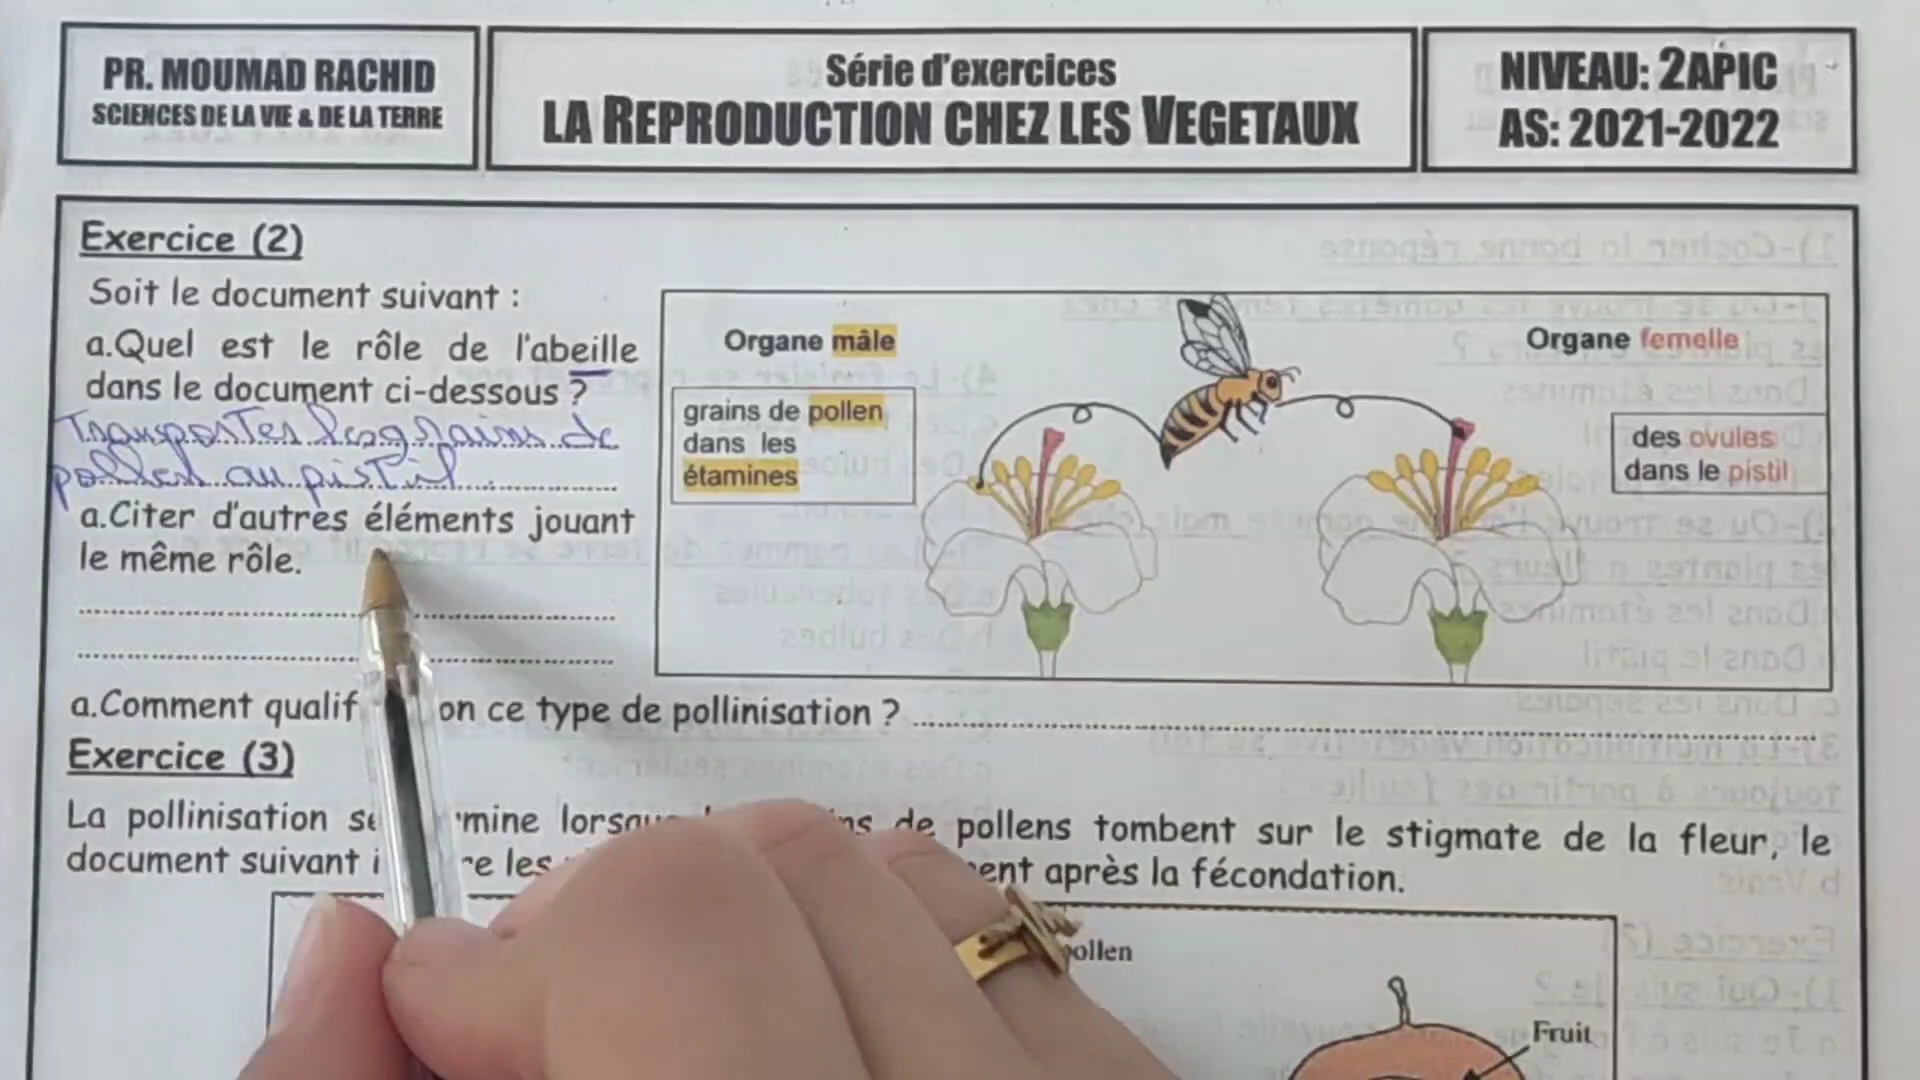 PR. MOUMAD RACHID
SCIENCES DE LA VIE & DE LA TERRE
Série d'exercices
LA REPRODUCTION CHEZ LES VEGETAUX
NIVEAU: 2APIC
AS: 2021-2022
Exercice (2)
Soit le document suivant :
a.Quel est le rôle de l'abeille
dans le document ci-dessous ?
Transporter les grains de
pollen au pistil
a.Citer d'autres éléments jouant
le même rôle.
Organe mâle
grains de pollen
dans les
étamines
Organe femelle
des ovules
dans le pistil
a.Comment qualif on ce type de pollinisation ?
Exercice (3)
La pollinisation se mine lorsqu ns de pollens tombent sur le stigmate de la fleur, le
document suivant i re les ent après la fécondation.
pollen
Fruit